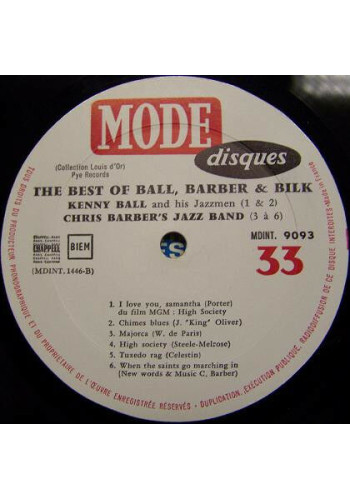 MODE
disques
(Collection Louis d'Or)
Pye Records
THE BEST OF BALL, BARBER & BILK
KENNY BALL and his Jazzmen (1 & 2)
CHRIS BARBER'S JAZZ BAND (3 à 6)
CHAPPELL
BIEM
MDINT. 9093
(MDINT. 1446-B)
33
1 - I love you, samantha (Porter)
du film MGM : High Society
2 - Chimes blues (J. "King" Oliver)
3 - Majorca (W. de Paris)
4 - High society (Steele-Melrose)
5 - Tuxedo rag (Celestin)
6 - When the saints go marching in
[New words & Music C. Barber)
TOUS DROITS DU PRODUCTEUR PHONOGRAPHIQUE ET DU PROPRIÉTAIRE DE L'ŒUVRE ENREGISTRÉE RÉSERVÉS - DUPLICATION, EXÉCUTION PUBLIQUE, RADIODIFFUSION DE CE DISQUE INTERDITES
Made in France